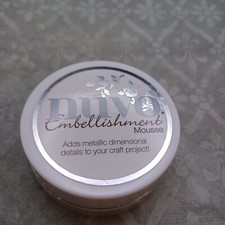 nuvo
Embellishment
Mousse
Adds metallic dimensional
details to your craft project!